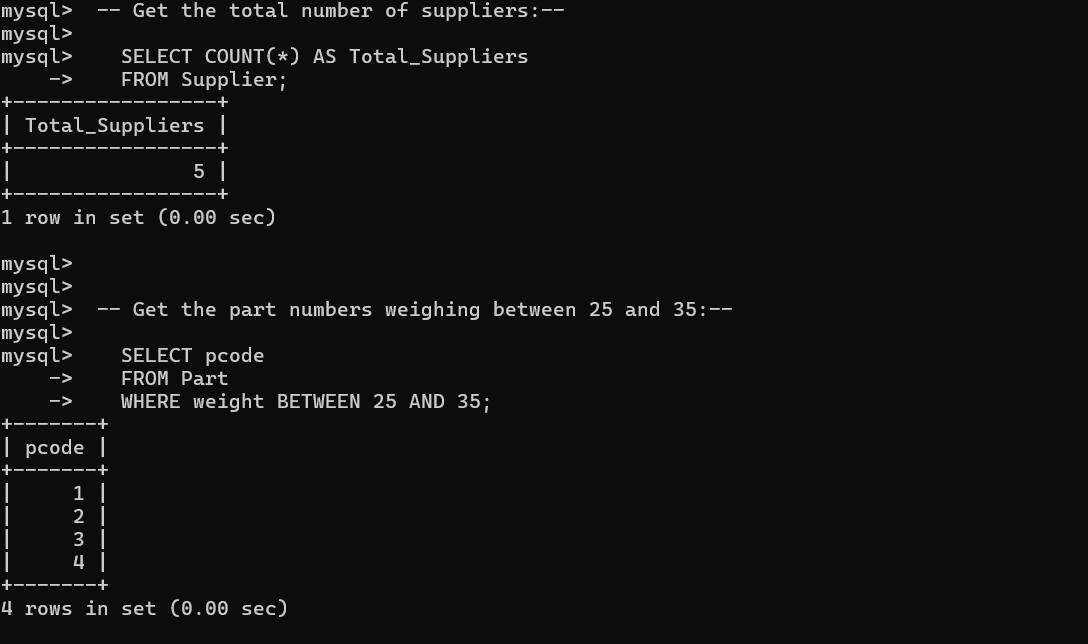 mysql>  -- Get the total number of suppliers:--
mysql>
mysql>    SELECT COUNT(*) AS Total_Suppliers
    ->    FROM Supplier;
+-----------------+
| Total_Suppliers |
+-----------------+
|               5 |
+-----------------+
1 row in set (0.00 sec)

mysql>
mysql>
mysql>  -- Get the part numbers weighing between 25 and 35:--
mysql>
mysql>    SELECT pcode
    ->    FROM Part
    ->    WHERE weight BETWEEN 25 AND 35;
+-------+
| pcode |
+-------+
|     1 |
|     2 |
|     3 |
|     4 |
+-------+
4 rows in set (0.00 sec)